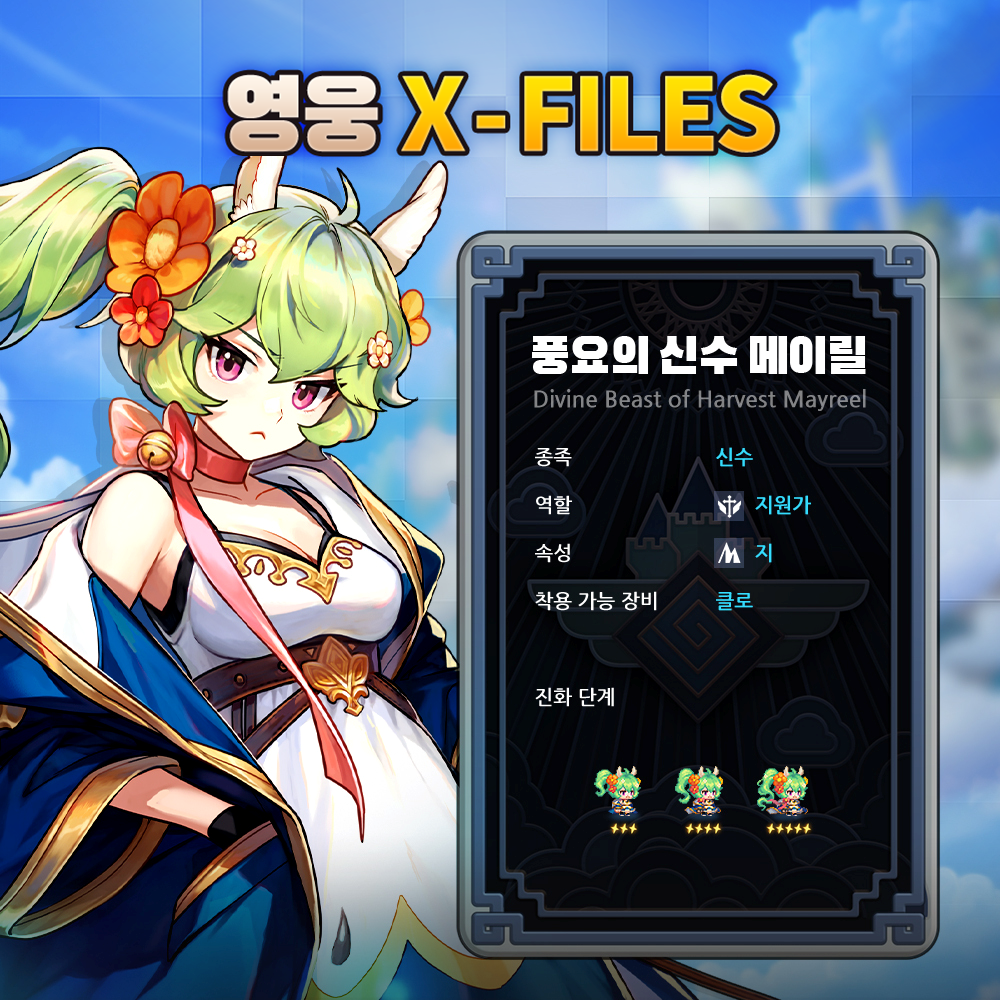 영웅 X-FILES
풍요의 신수 메이릴
Divine Beast of Harvest Mayreel
종족 신수
역할 지원가
속성 지
착용 가능 장비 클로
진화 단계